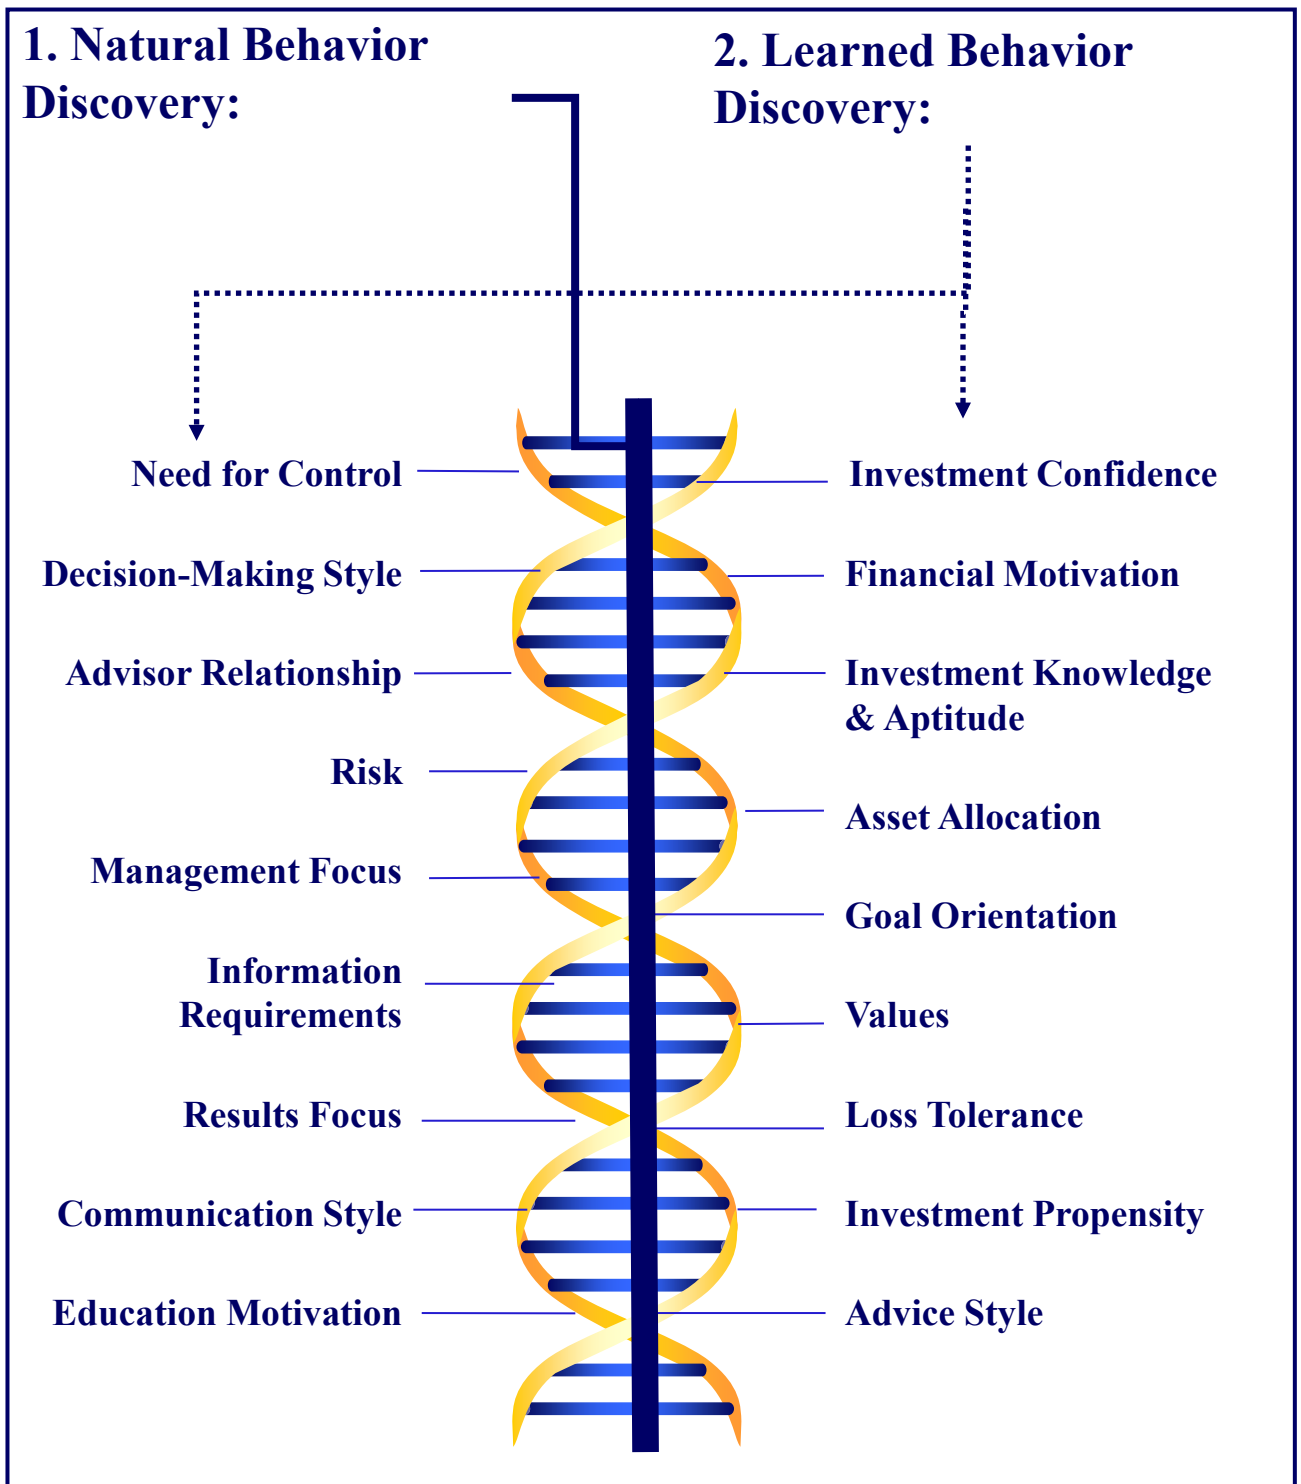 1. Natural Behavior
Discovery:
2. Learned Behavior
Discovery:
Need for Control
Decision-Making Style
Advisor Relationship
Risk
Management Focus
Information
Requirements
Results Focus
Communication Style
Education Motivation
Investment Confidence
Financial Motivation
Investment Knowledge
& Aptitude
Asset Allocation
Goal Orientation
Values
Loss Tolerance
Investment Propensity
Advice Style